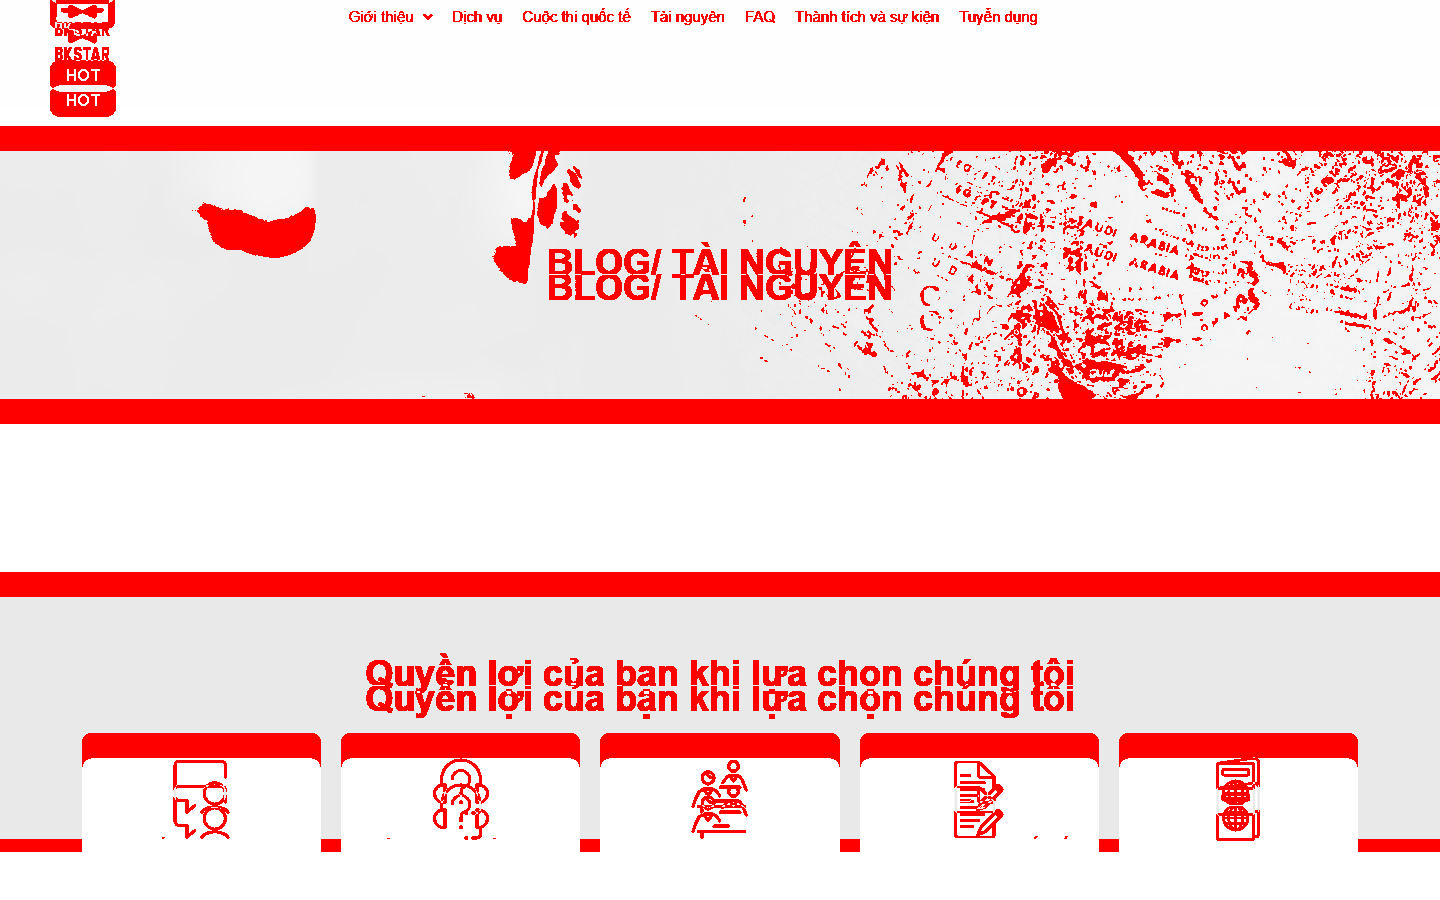 Giới thiệu
Dịch vụ
Cuộc thi quốc tế
Tài nguyên
FAQ
Thành tích và sự kiện
Tuyển dụng
BKSTAR
BKSTAR
HOT
HOT
AUDI ARABIA
AUDI ARABIA
BLOG/ TÀI NGUYÊN
BLOG/ TÀI NGUYÊN
Quyền lợi của bạn khi lựa chọn chúng tôi
Quyền lợi của bạn khi lựa chọn chúng tôi